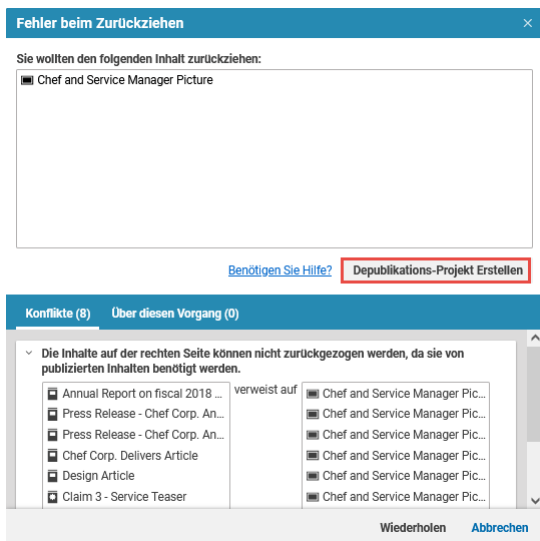 Fehler beim Zurückziehen
Sie wollten den folgenden Inhalt zurückziehen:
Chef and Service Manager Picture
Benötigen Sie Hilfe? Depublikations-Projekt Erstellen
Konflikte (8) Über diesen Vorgang (0)
Die Inhalte auf der rechten Seite können nicht zurückgezogen werden, da sie von
publizierten Inhalten benötigt werden.
Annual Report on fiscal 2018 ... verweist auf Chef and Service Manager Pic...
Press Release - Chef Corp. An... Chef and Service Manager Pic...
Press Release - Chef Corp. An... Chef and Service Manager Pic...
Chef Corp. Delivers Article Chef and Service Manager Pic...
Design Article Chef and Service Manager Pic...
Claim 3 - Service Teaser Chef and Service Manager Pic...
Wiederholen Abbrechen